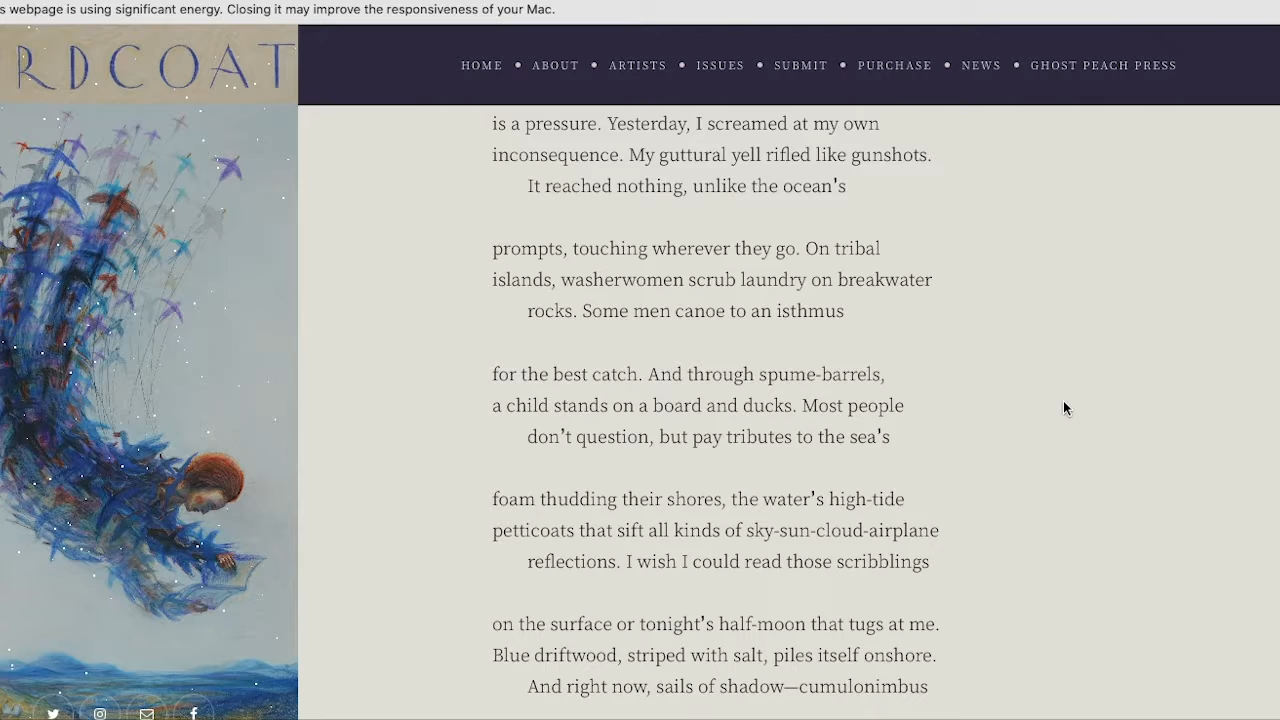 s webpage is using significant energy. Closing it may improve the responsiveness of your Mac.
RDCOAT
HOME • ABOUT • ARTISTS • ISSUES • SUBMIT • PURCHASE • NEWS • GHOST PEACH PRESS
is a pressure. Yesterday, I screamed at my own
inconsequence. My guttural yell rifled like gunshots.
It reached nothing, unlike the ocean's
prompts, touching wherever they go. On tribal
islands, washerwomen scrub laundry on breakwater
rocks. Some men canoe to an isthmus
for the best catch. And through spume-barrels,
a child stands on a board and ducks. Most people
don't question, but pay tributes to the sea's
foam thudding their shores, the water's high-tide
petticoats that sift all kinds of sky-sun-cloud-airplane
reflections. I wish I could read those scribblings
on the surface or tonight's half-moon that tugs at me.
Blue driftwood, striped with salt, piles itself onshore.
And right now, sails of shadow—cumulonimbus